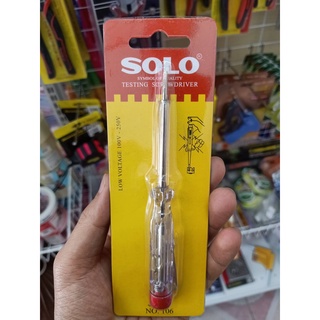 SOLO®
SYMBOL OF QUALITY
TESTING SCREWDRIVER
LOW VOLTAGE 100V - 250V
NO. 106